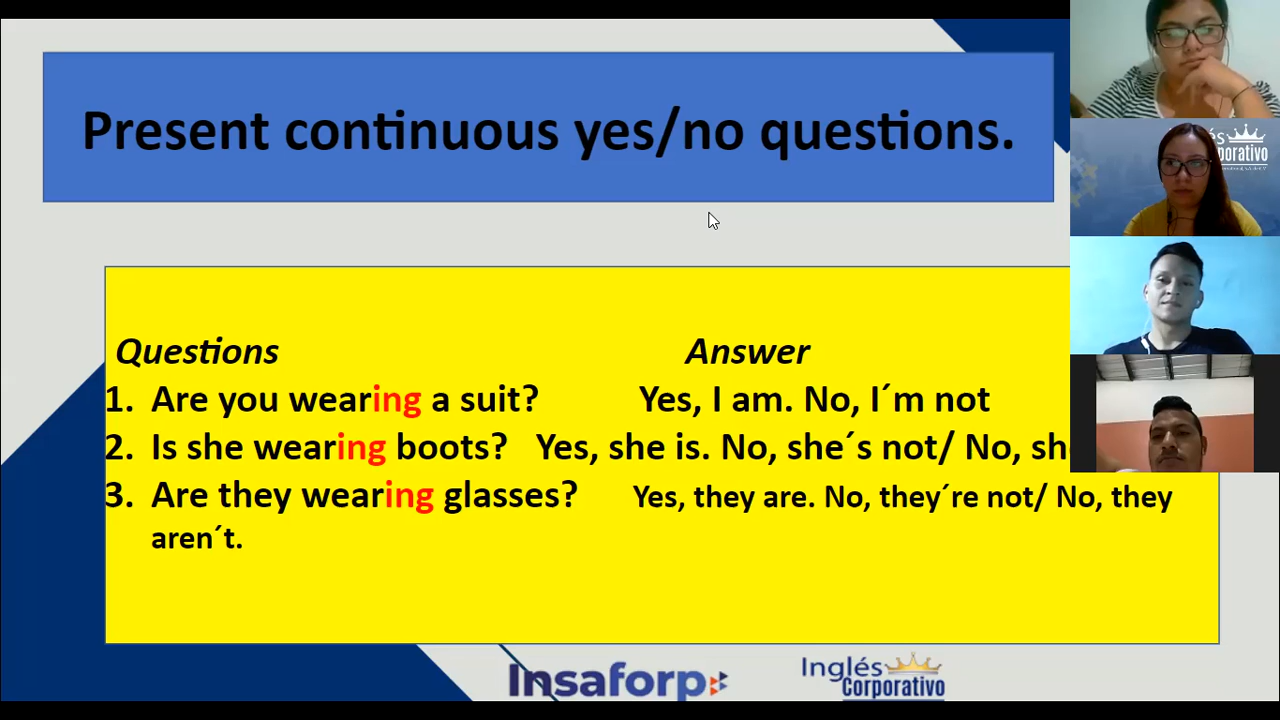 Present continuous yes/no questions.
Questions Answer
1. Are you wearing a suit? Yes, I am. No, I´m not
2. Is she wearing boots? Yes, she is. No, she´s not/ No,
3. Are they wearing glasses? Yes, they are. No, they´re not/ No, they
aren´t.
Insaforp
Inglés
Corporativo